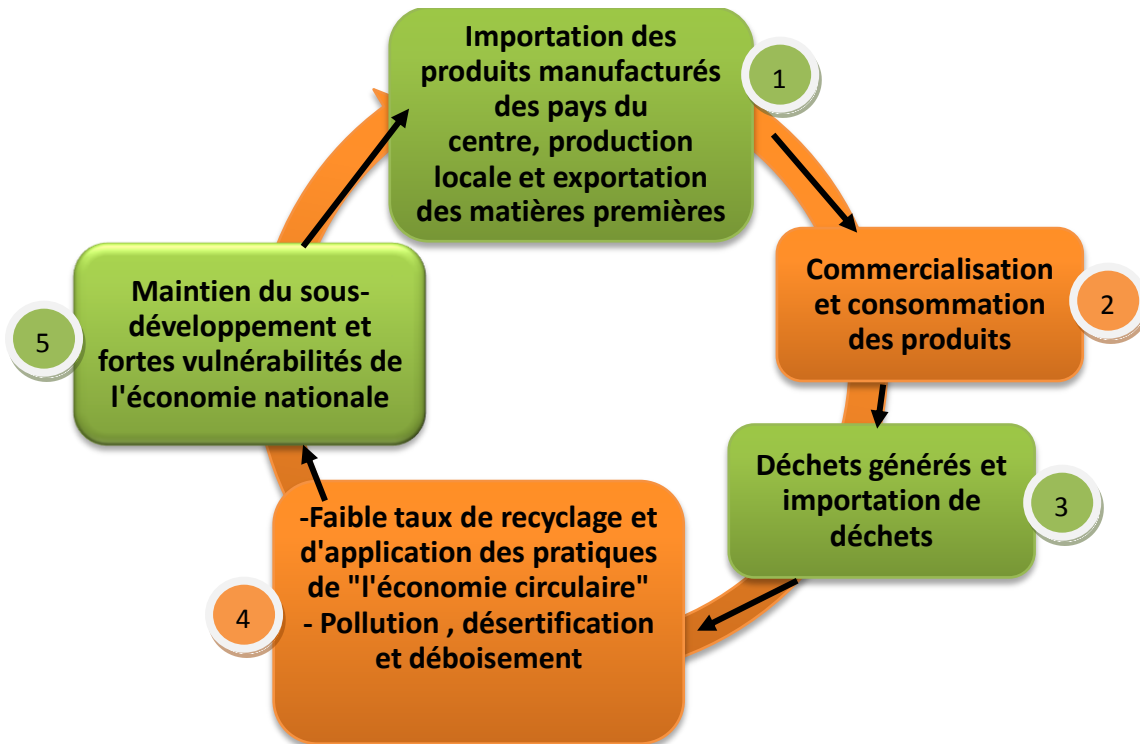 Importation des
produits manufacturés
des pays du
centre, production
locale et exportation
des matières premières
1
Commercialisation
et consommation
des produits
2
Déchets générés et
importation de
déchets
3
-Faible taux de recyclage et
d'application des pratiques
de "l'économie circulaire"
- Pollution , désertification
et déboisement
4
Maintien du sous-
développement et
fortes vulnérabilités de
l'économie nationale
5